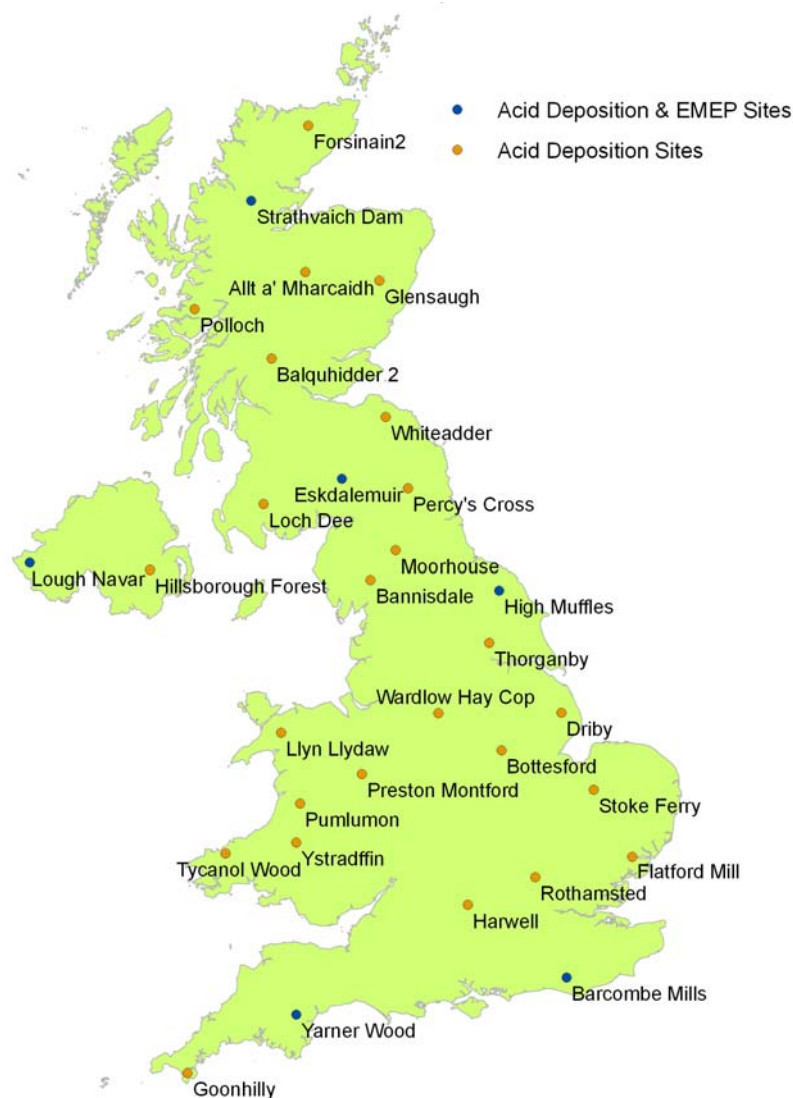 Acid Deposition & EMEP Sites
Acid Deposition Sites
Forsinain2
Strathvaich Dam
Allt a' Mharcaidh
Glensaugh
Polloch
Balquhidder 2
Whiteadder
Eskdalemuir
Percy's Cross
Loch Dee
Moorhouse
Lough Navar
Hillsborough Forest
Bannisdale
High Muffles
Thorganby
Wardlow Hay Cop
Driby
Llyn Llydaw
Bottesford
Preston Montford
Stoke Ferry
Pumlumon
Ystradffin
Tycanol Wood
Flatford Mill
Rothamsted
Harwell
Barcombe Mills
Yarner Wood
Goonhilly